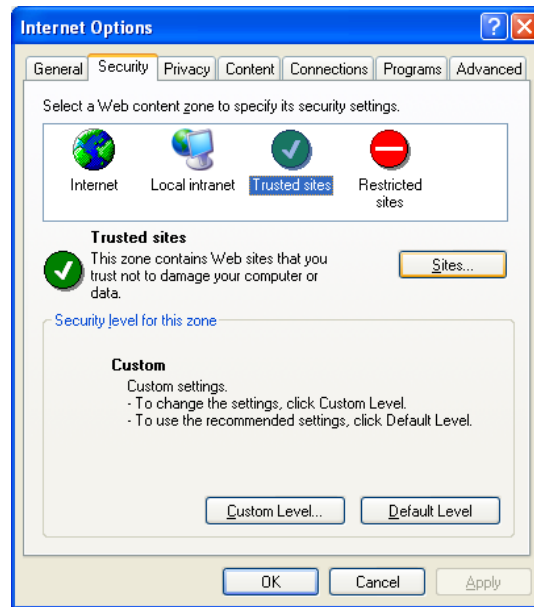 Internet Options
General Security Privacy Content Connections Programs Advanced
Select a Web content zone to specify its security settings.
Internet Local intranet Trusted sites Restricted
sites
Trusted sites
This zone contains Web sites that you
trust not to damage your computer or
data.
Sites...
Security level for this zone
Custom
Custom settings.
- To change the settings, click Custom Level.
- To use the recommended settings, click Default Level.
Custom Level... Default Level
OK Cancel Apply